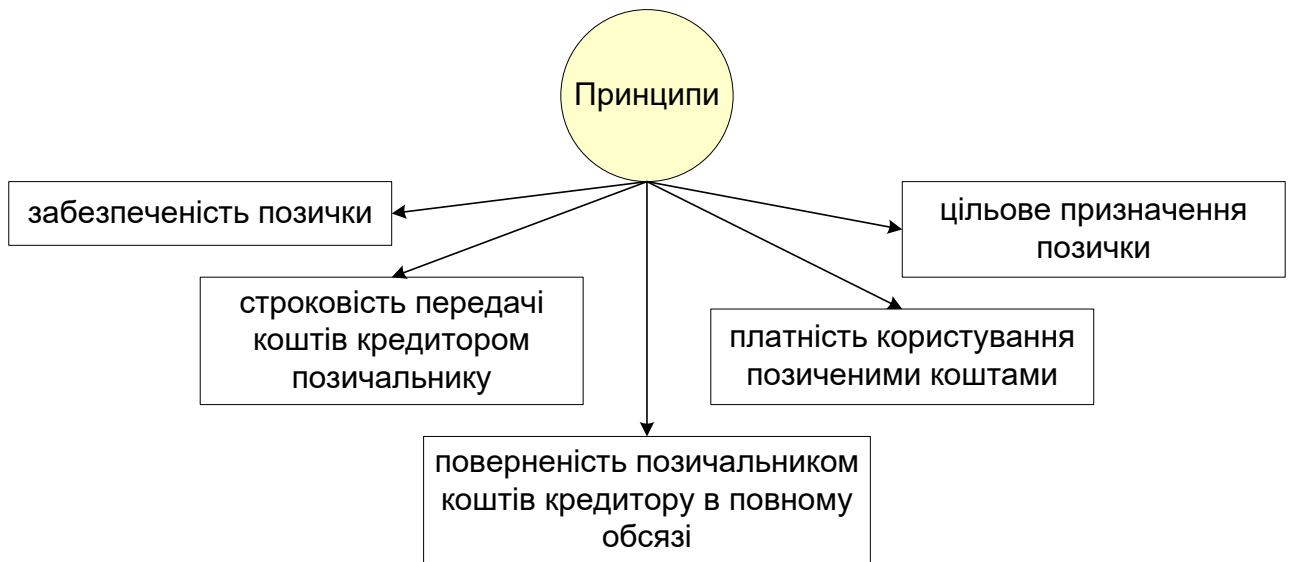 Принципи
забезпеченість позички
цільове призначення
позички
строковість передачі
коштів кредитором
позичальнику
платність користування
позиченими коштами
поверненість позичальником
коштів кредитору в повному
обсязі